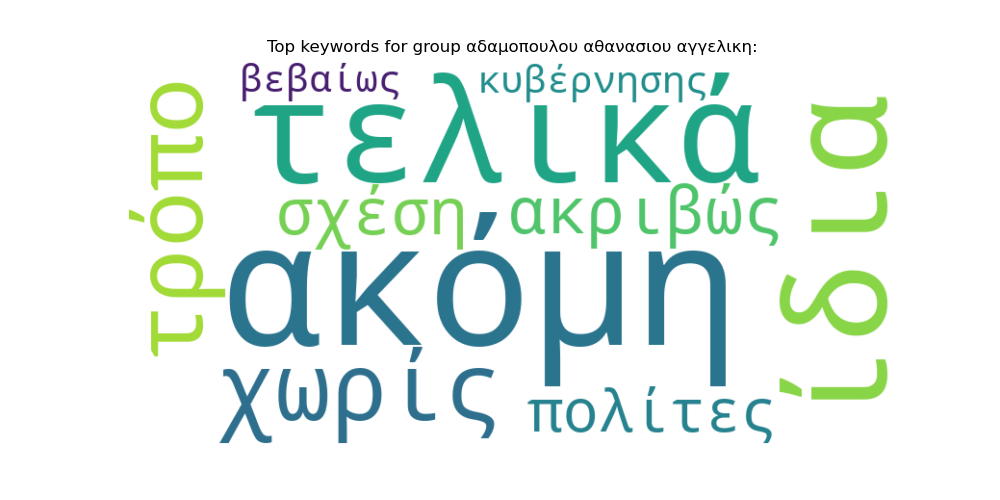 Top keywords for group αδαμοπουλου αθανασιου αγγελικη:
βεβαίως
κυβέρνησης
τελικά
τρόπο
ίδια
σχέση
ακριβώς
ακόμη
χωρίς
πολίτες